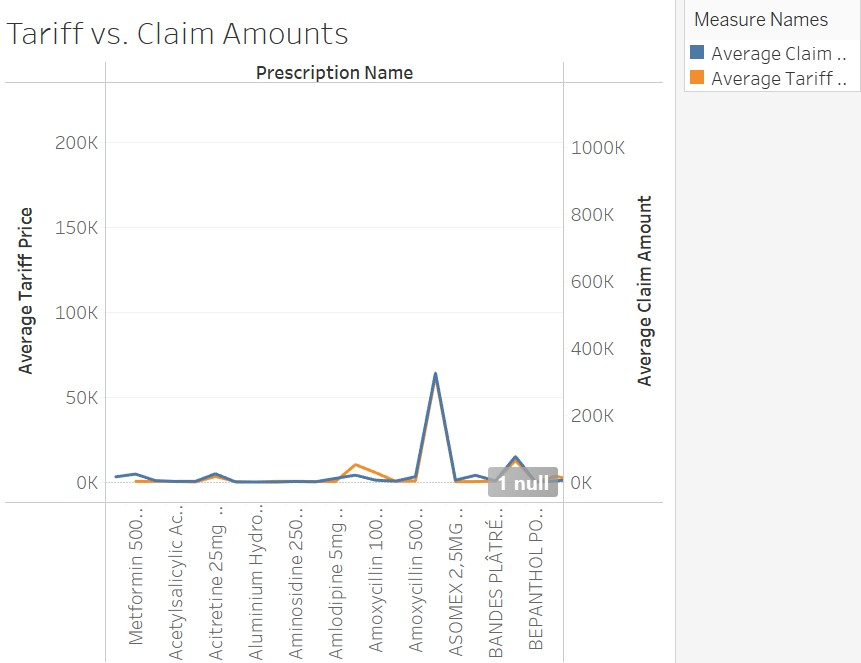 Tariff vs. Claim Amounts
Measure Names
Average Claim ..
Average Tariff ..
Prescription Name
Average Tariff Price
200K
150K
100K
50K
0K
Average Claim Amount
1000K
800K
600K
400K
200K
0K
1 null
Metformin 500..
Acetylsalicylic Ac..
Acitretine 25mg ..
Aluminium Hydro..
Aminosidine 250..
Amlodipine 5mg ..
Amoxycillin 100..
Amoxycillin 500..
ASOMEX 2,5MG ..
BANDES PLÂTRÉ..
BEPANTHOL PO..